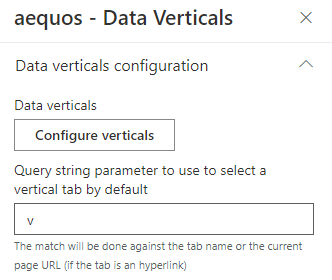 aequos - Data Verticals
Data verticals configuration
Data verticals
Configure verticals
Query string parameter to use to select a
vertical tab by default
v
The match will be done against the tab name or the current
page URL (if the tab is an hyperlink)